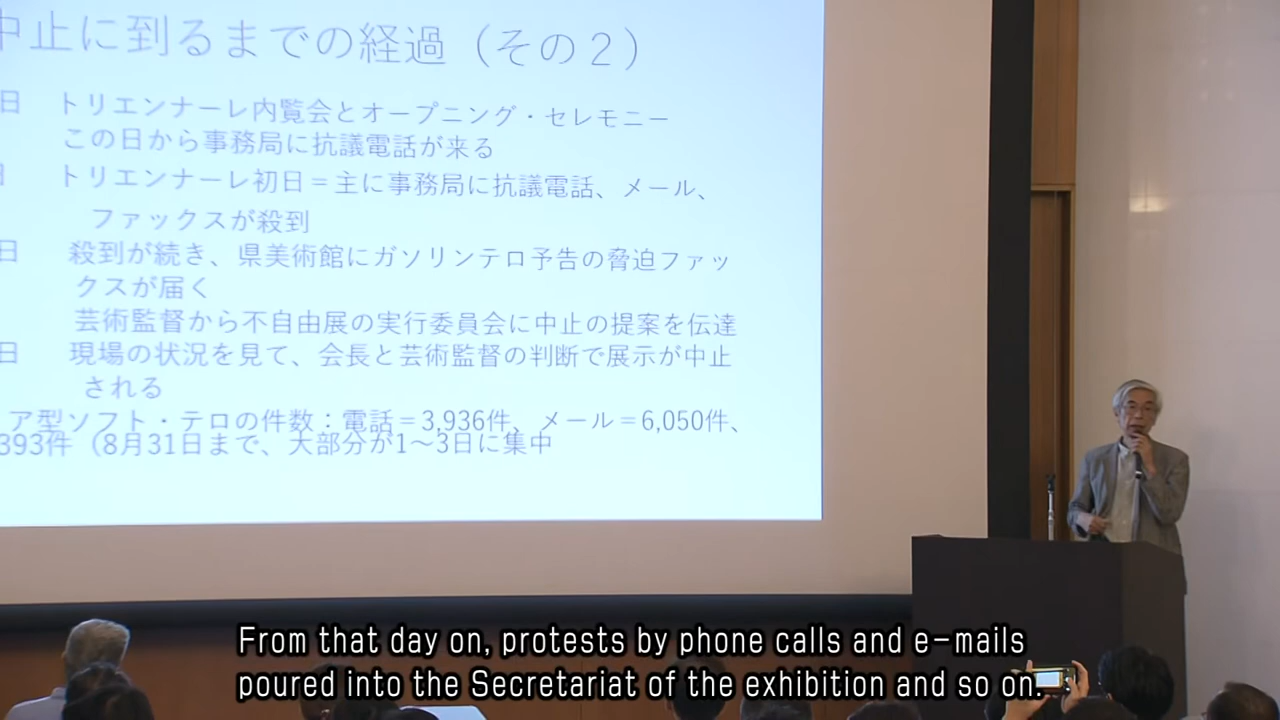 中止に到るまでの経過（その２）
日 トリエンナーレ内覧会とオープニング・セレモニー
この日から事務局に抗議電話が来る
日 トリエンナーレ初日＝主に事務局に抗議電話、メール、
ファックスが殺到
日 殺到が続き、県美術館にガソリンテロ予告の脅迫ファッ
クスが届く
芸術監督から不自由展の実行委員会に中止の提案を伝達
日 現場の状況を見て、会長と芸術監督の判断で展示が中止
される
ア型ソフト・テロの件数：電話＝3,936件、メール＝6,050件、
393件（8月31日まで、大部分が1～3日に集中
From that day on, protests by phone calls and e-mails
poured into the Secretariat of the exhibition and so on.